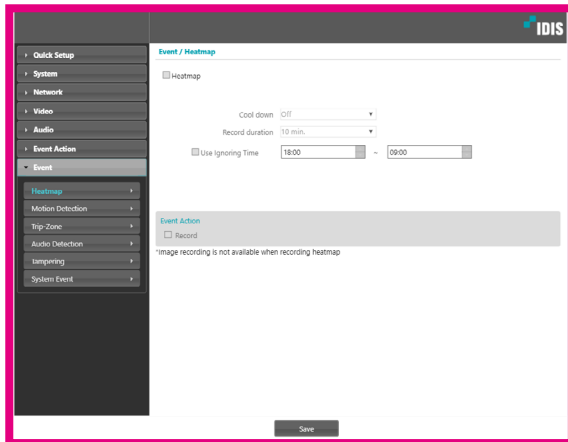 IDIS
Quick Setup
System
Network
Video
Audio
Event Action
Event
Heatmap
Motion Detection
Trip-Zone
Audio Detection
tampering
System Event
Event / Heatmap
Heatmap
Cool down Off
Record duration 10 min.
Use Ignoring Time 18:00 ~ 09:00
Event Action
Record
*Image recording is not available when recording heatmap
Save